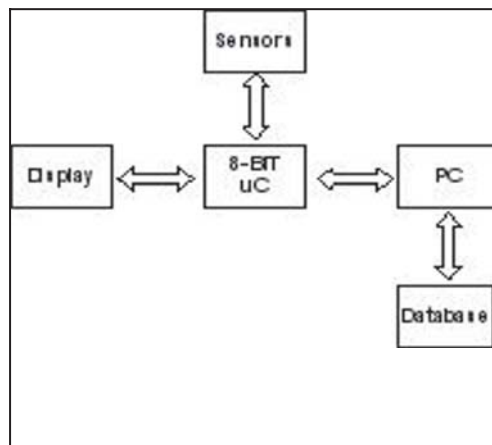 Sensors
Display
8-BIT
uC
PC
Database